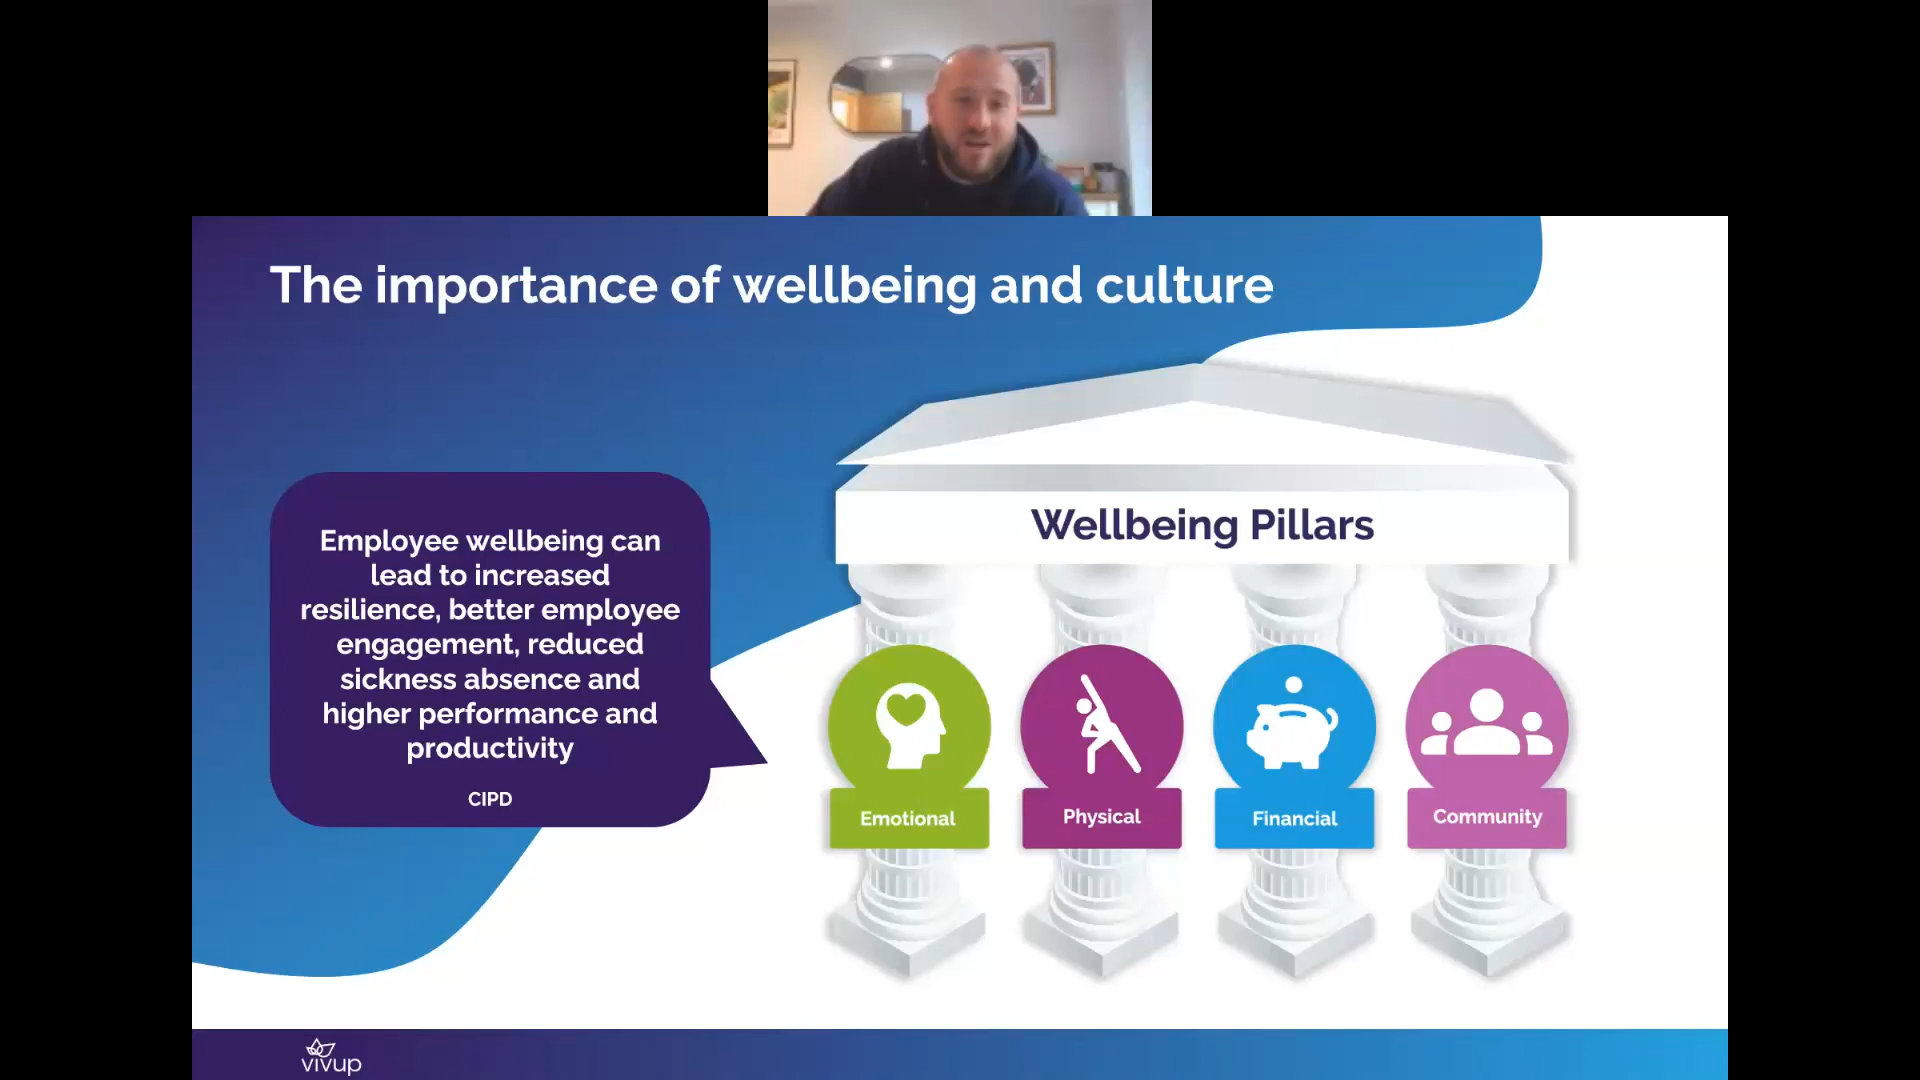 The importance of wellbeing and culture
Employee wellbeing can
lead to increased
resilience, better employee
engagement, reduced
sickness absence and
higher performance and
productivity
CIPD
Wellbeing Pillars
Emotional
Physical
Financial
Community
vivup